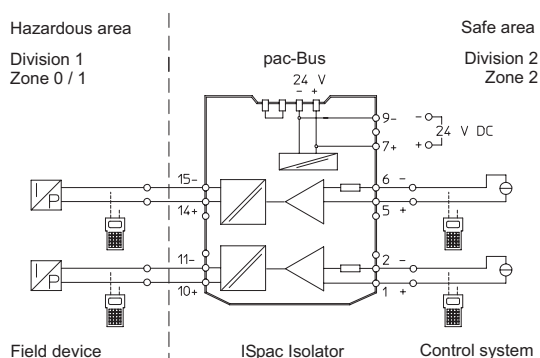 Hazardous area
Safe area
Division 1
Zone 0 / 1
Division 2
Zone 2
pac-Bus
24 V
- +
9-
7+
-
+
24 V DC
I
P
15-
14+
6 -
5 +
I
P
11-
10+
2 -
1 +
Field device
ISpac Isolator
Control system